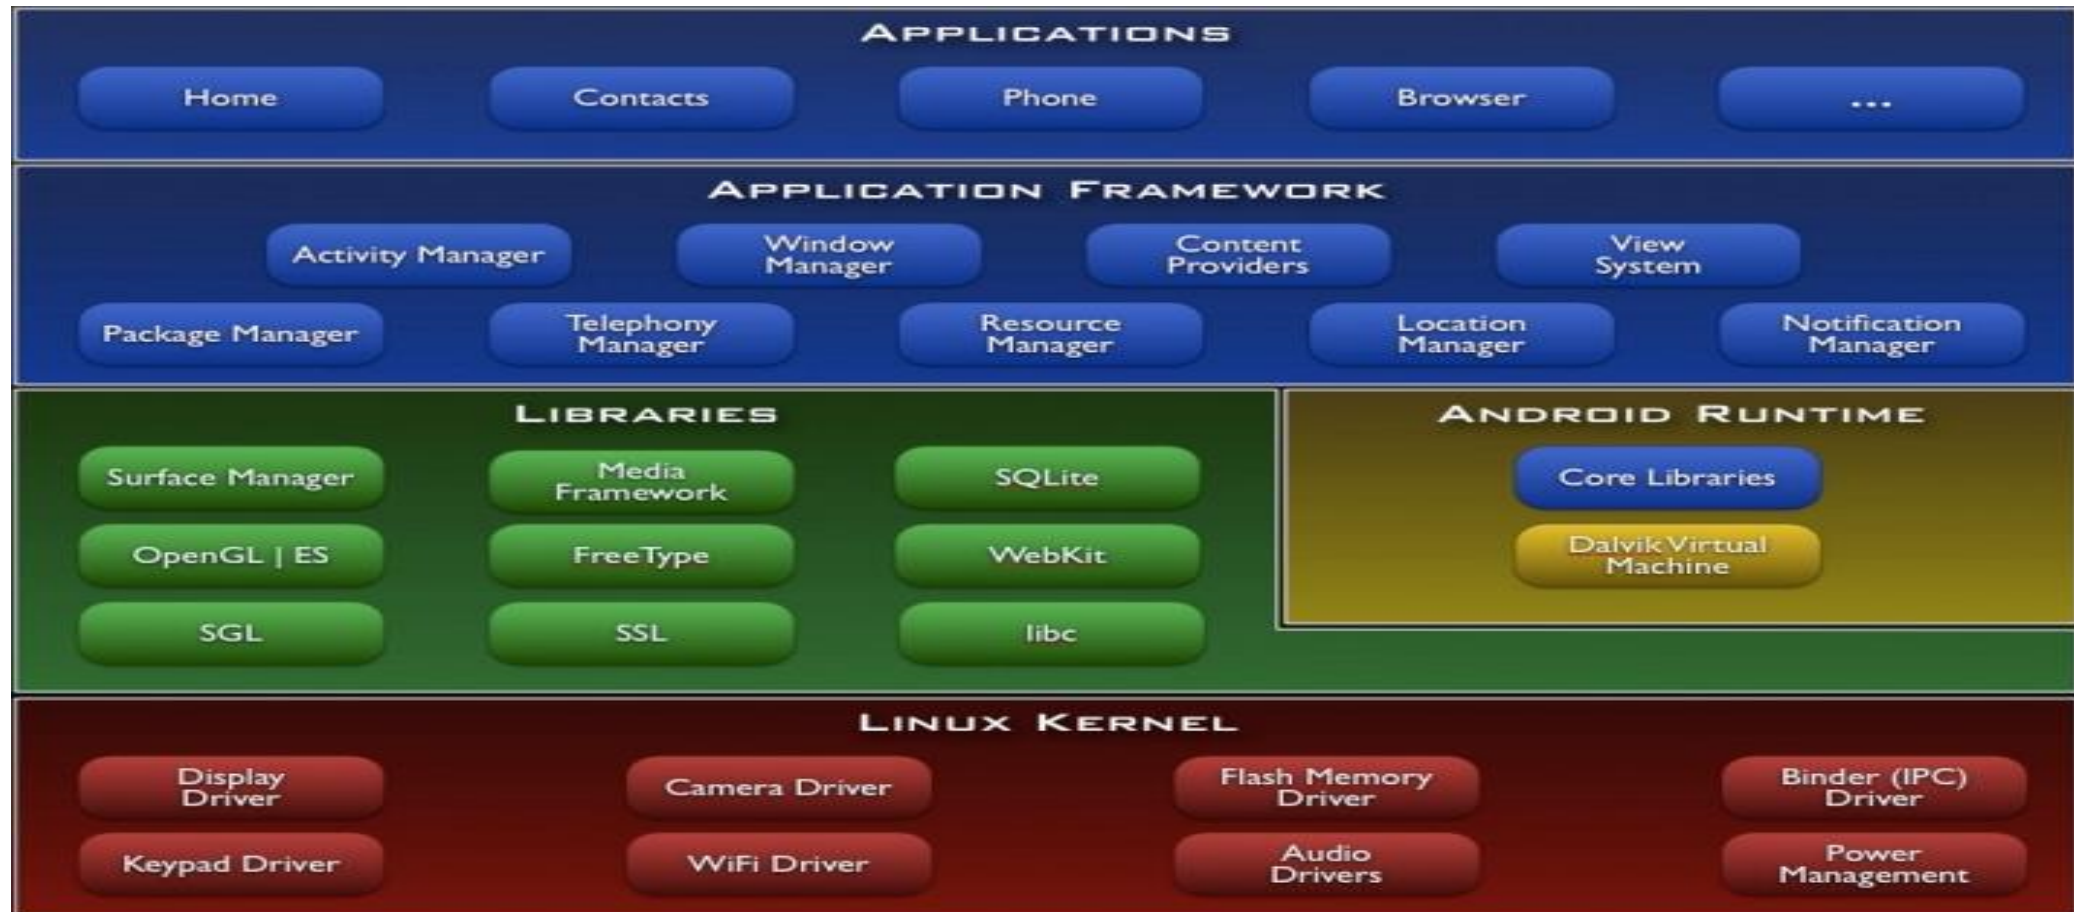 APPLICATIONS
Home
Contacts
Phone
Browser
...
APPLICATION FRAMEWORK
Activity Manager
Window
Manager
Content
Providers
View
System
Package Manager
Telephony
Manager
Resource
Manager
Location
Manager
Notification
Manager
LIBRARIES
Surface Manager
Media
Framework
SQLite
OpenGL | ES
FreeType
WebKit
SGL
SSL
libc
ANDROID RUNTIME
Core Libraries
Dalvik Virtual
Machine
LINUX KERNEL
Display
Driver
Camera Driver
Flash Memory
Driver
Binder (IPC)
Driver
Keypad Driver
WiFi Driver
Audio
Drivers
Power
Management